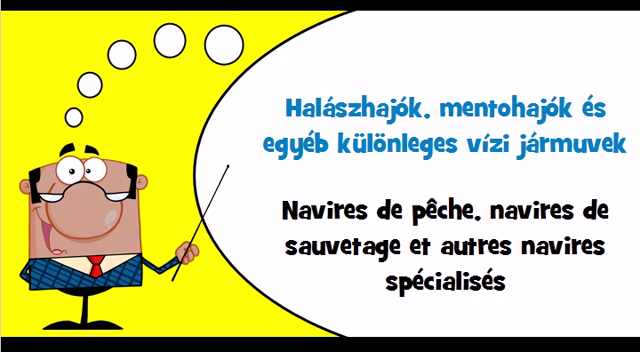 Halászhajók, mentohajók és
egyéb különleges vízi jármuvek
Navires de pêche, navires de
sauvetage et autres navires
spécialisés